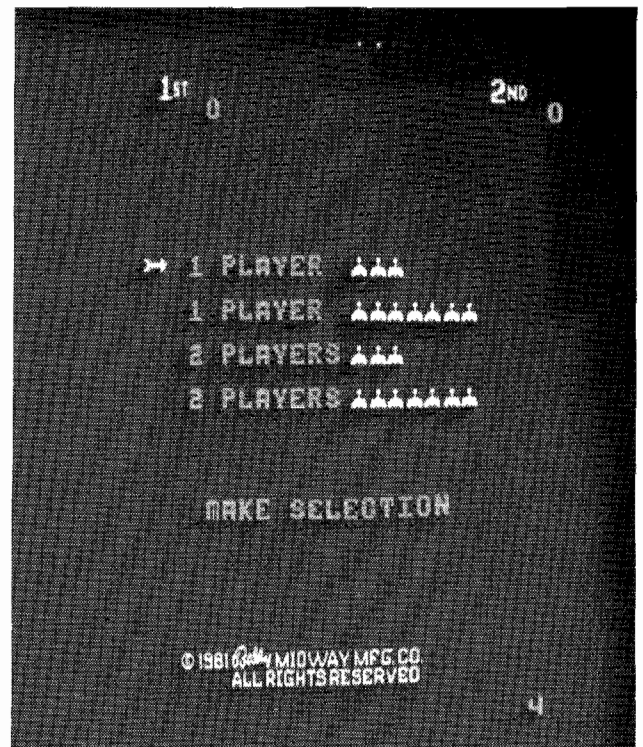 1ST 2ND
0 0
1 PLAYER
1 PLAYER
2 PLAYERS
2 PLAYERS
MAKE SELECTION
© 1981 Bally MIDWAY MFG. CO.
ALL RIGHTS RESERVED
4